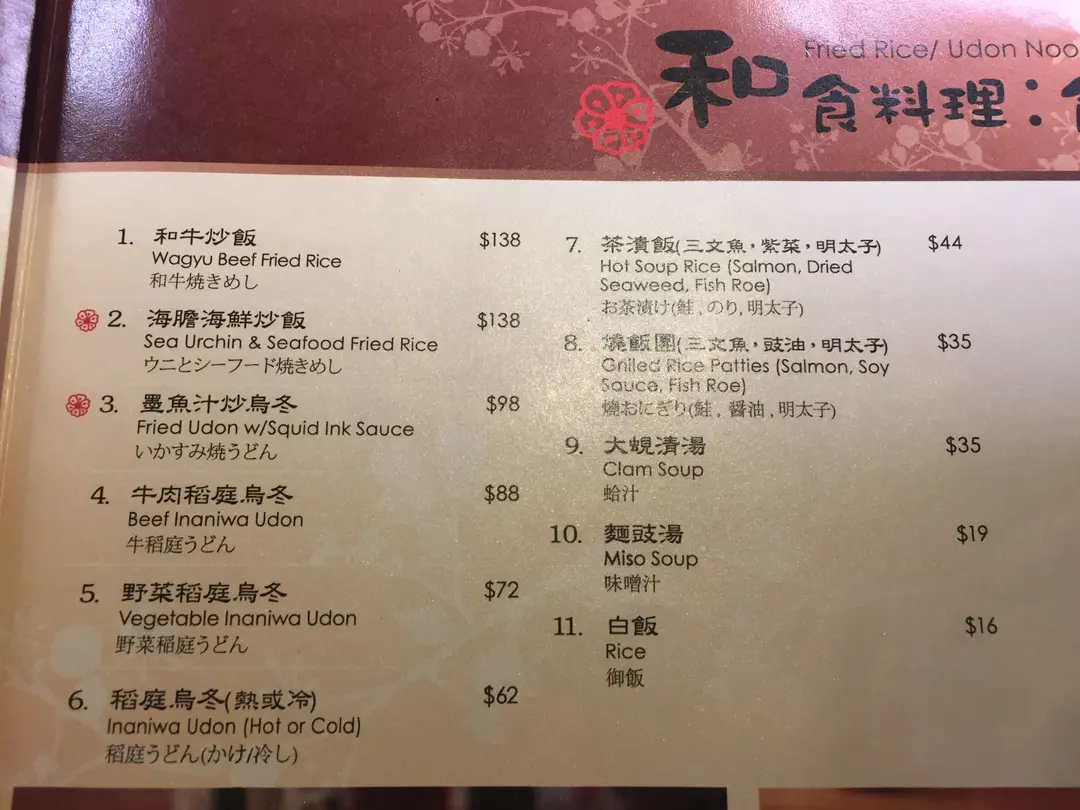 Fried Rice/ Udon Noo
和食料理：
1. 和牛炒飯 $138
Wagyu Beef Fried Rice
和牛焼きめし
2. 海膽海鮮炒飯 $138
Sea Urchin & Seafood Fried Rice
ウニとシーフード焼きめし
3. 墨魚汁炒烏冬 $98
Fried Udon w/Squid Ink Sauce
いかすみ焼うどん
4. 牛肉稻庭烏冬 $88
Beef Inaniwa Udon
牛稲庭うどん
5. 野菜稻庭烏冬 $72
Vegetable Inaniwa Udon
野菜稲庭うどん
6. 稻庭烏冬(熱或冷) $62
Inaniwa Udon (Hot or Cold)
稲庭うどん(かけ/冷し)
7. 茶漬飯(三文魚，紫菜，明太子) $44
Hot Soup Rice (Salmon, Dried
Seaweed, Fish Roe)
お茶漬け(鮭,のり,明太子)
8. 燒飯團(三文魚，豉油，明太子) $35
Grilled Rice Patties (Salmon, Soy
Sauce, Fish Roe)
燒おにぎり(鮭,醤油,明太子)
9. 大蜆清湯 $35
Clam Soup
蛤汁
10. 麵豉湯 $19
Miso Soup
味噌汁
11. 白飯 $16
Rice
御飯